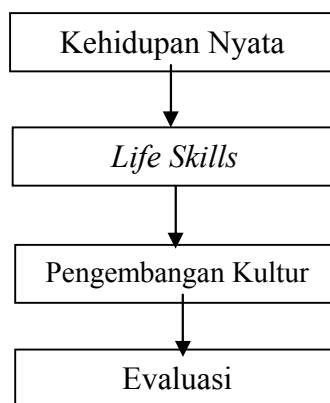 Kehidupan Nyata
Life Skills
Pengembangan Kultur
Evaluasi